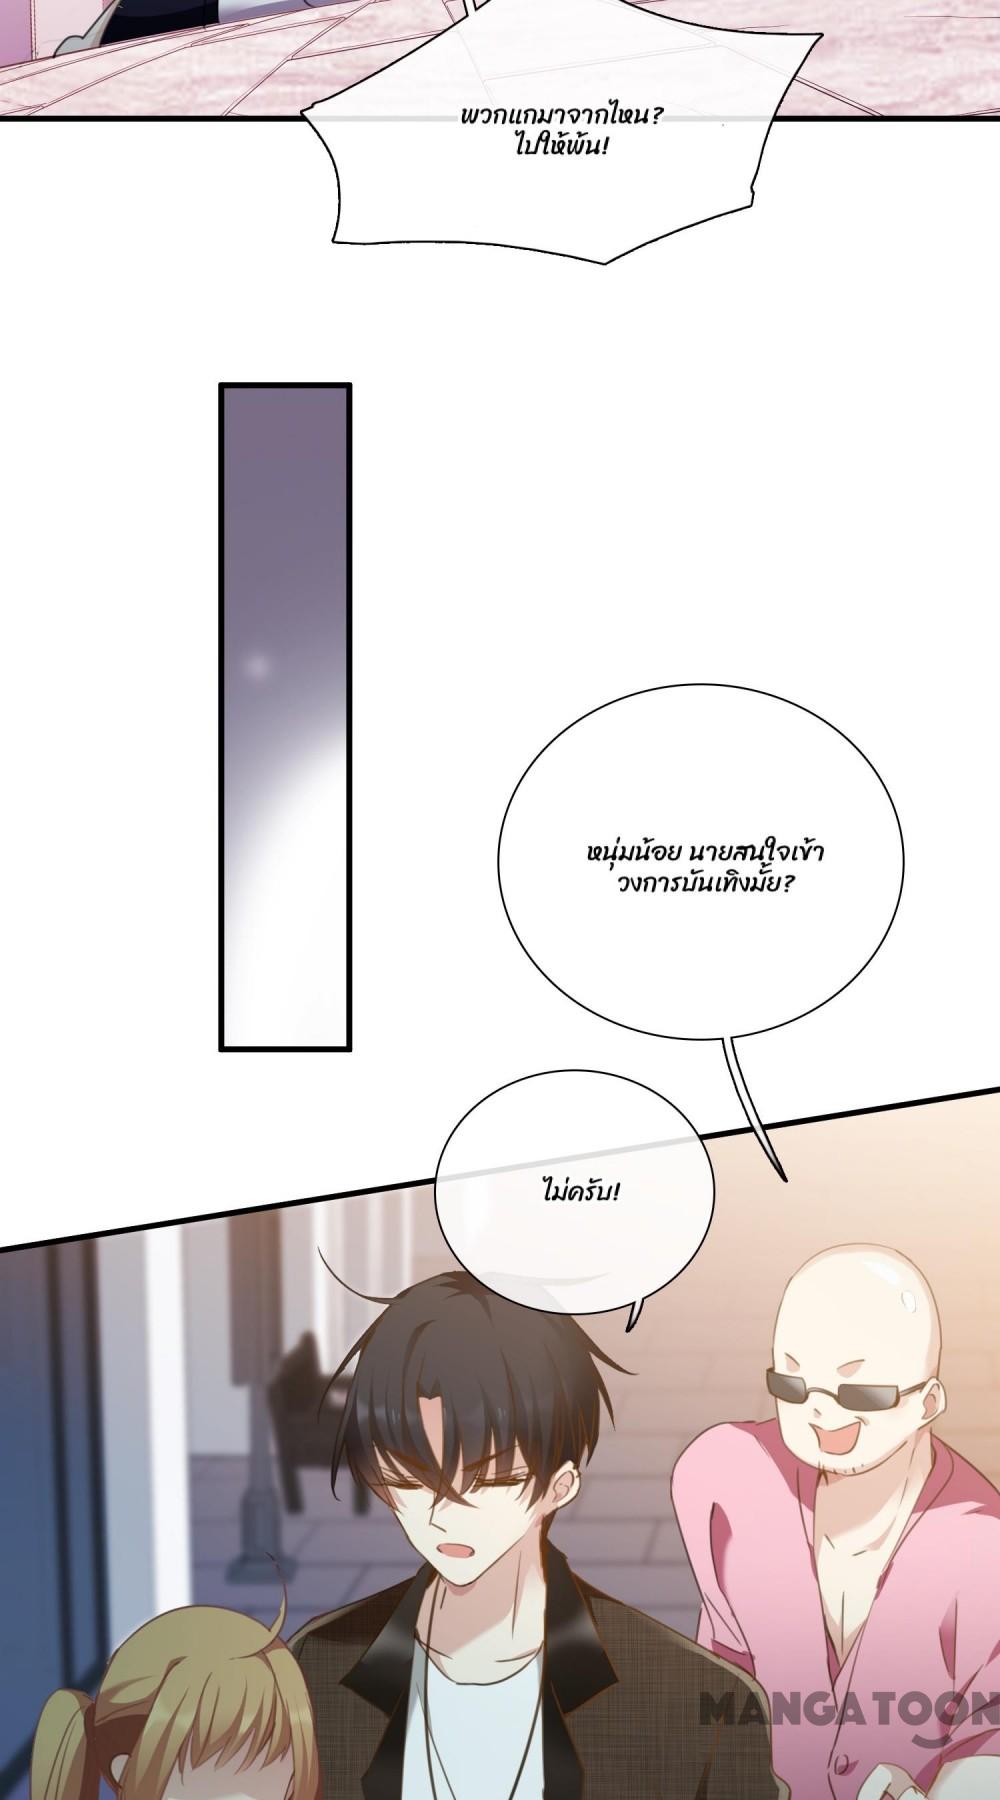 พวกแกมาจากไหน?
ไปให้พ้น!
หนุ่มน้อย นายสนใจเข้า
วงการบันเทิงมั้ย?
ไม่ครับ!
MANGATOON